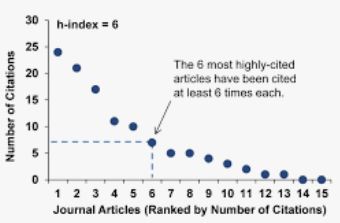 h-index = 6
The 6 most highly-cited
articles have been cited
at least 6 times each.
Number of Citations
30
25
20
15
10
5
0
1 2 3 4 5 6 7 8 9 10 11 12 13 14 15
Journal Articles (Ranked by Number of Citations)